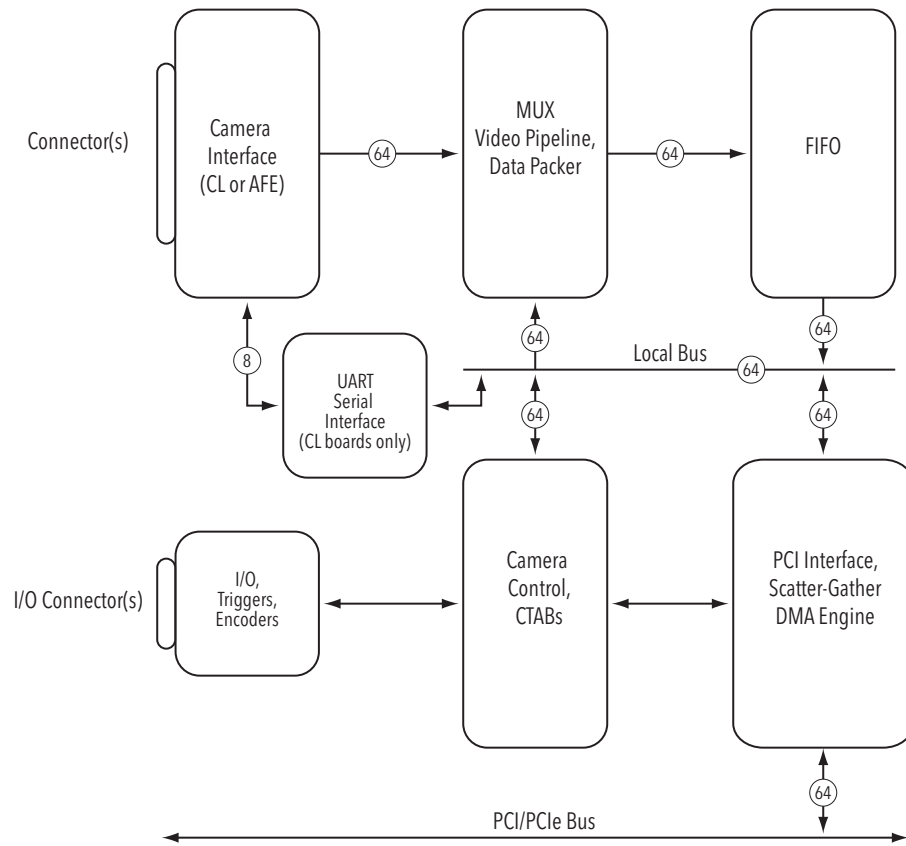 Connector(s)
Camera
Interface
(CL or AFE)
64
MUX
Video Pipeline,
Data Packer
64
FIFO
8
UART
Serial
Interface
(CL boards only)
64
Local Bus
64
64
64
64
I/O Connector(s)
I/O,
Triggers,
Encoders
Camera
Control,
CTABs
PCI Interface,
Scatter-Gather
DMA Engine
64
PCI/PCIe Bus